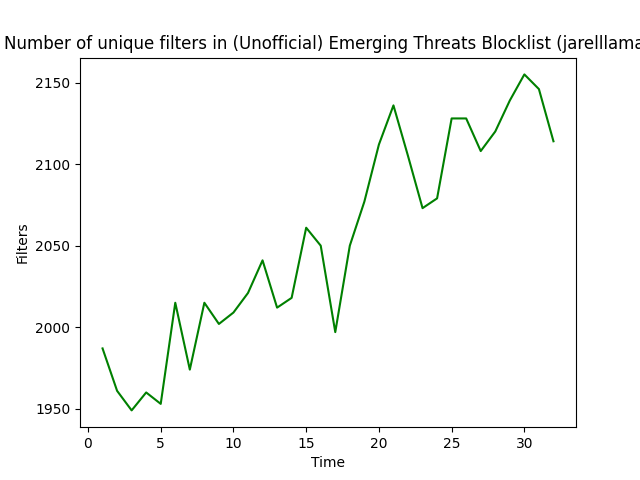 Number of unique filters in (Unofficial) Emerging Threats Blocklist (jarelllama
2150
2100
2050
2000
1950
Filters
0 5 10 15 20 25 30
Time